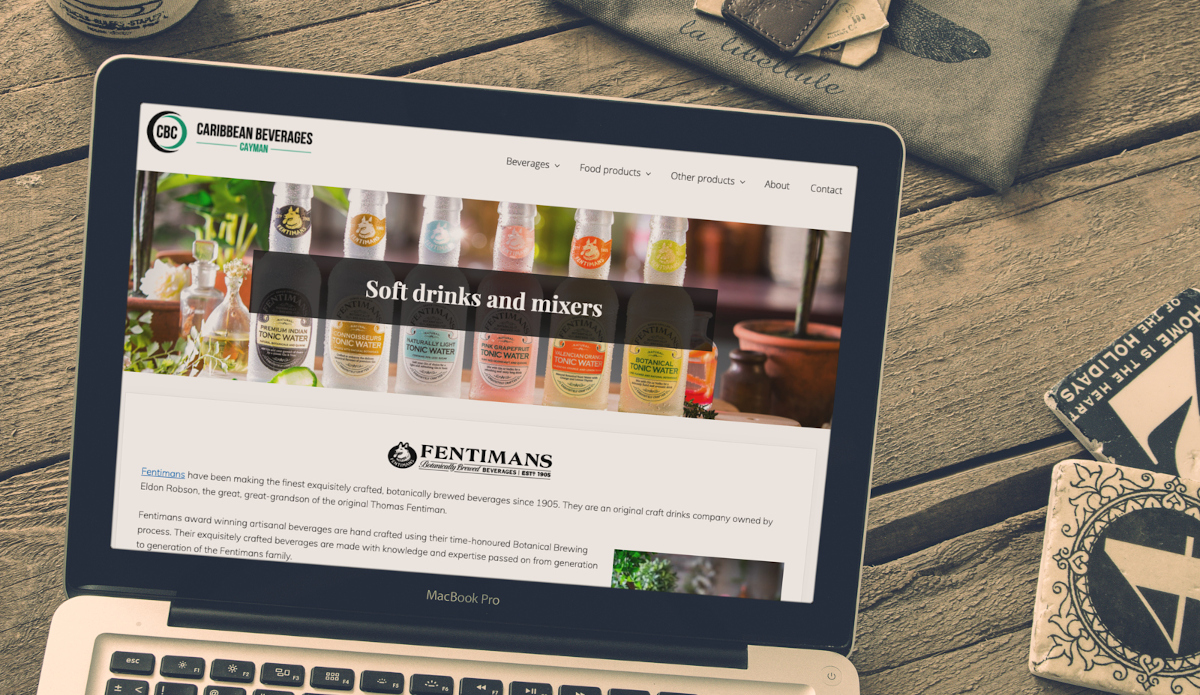 la libellule
CBC
CARIBBEAN BEVERAGES
CAYMAN
Beverages
Food products
Other products
About
Contact
FENTIMANS
FENTIMANS
Soft drinks and mixers
FENTIMANS
PREMIUM INDIAN
TONIC WATER
CONNOISSEURS
TONIC WATER
NATURALLY LIGHT
TONIC WATER
PINK GRAPEFRUIT
TONIC WATER
VALENCIAN ORANGE
TONIC WATER
BOTANICAL
TONIC WATER
HOME IS THE HEART
OF THE HOLIDAYS
FENTIMANS
Botanically Brewed BEVERAGES | ESTD 1905
Fentimans have been making the finest exquisitely crafted, botanically brewed beverages since 1905. They are an original craft drinks company owned by
Eldon Robson, the great, great-grandson of the original Thomas Fentiman.
Fentimans award winning artisanal beverages are hand crafted using their time-honoured Botanical Brewing
process. Their exquisitely crafted beverages are made with knowledge and expertise passed on from generation
to generation of the Fentimans family.
4
MacBook Pro
esc
F1
F2
F3
F4
F5
F6
F7